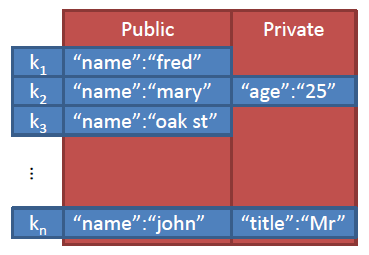 Public Private
k1 “name”:“fred”
k2 “name”:“mary” “age”:“25”
k3 “name”:“oak st”
...
kn “name”:“john” “title”:“Mr”